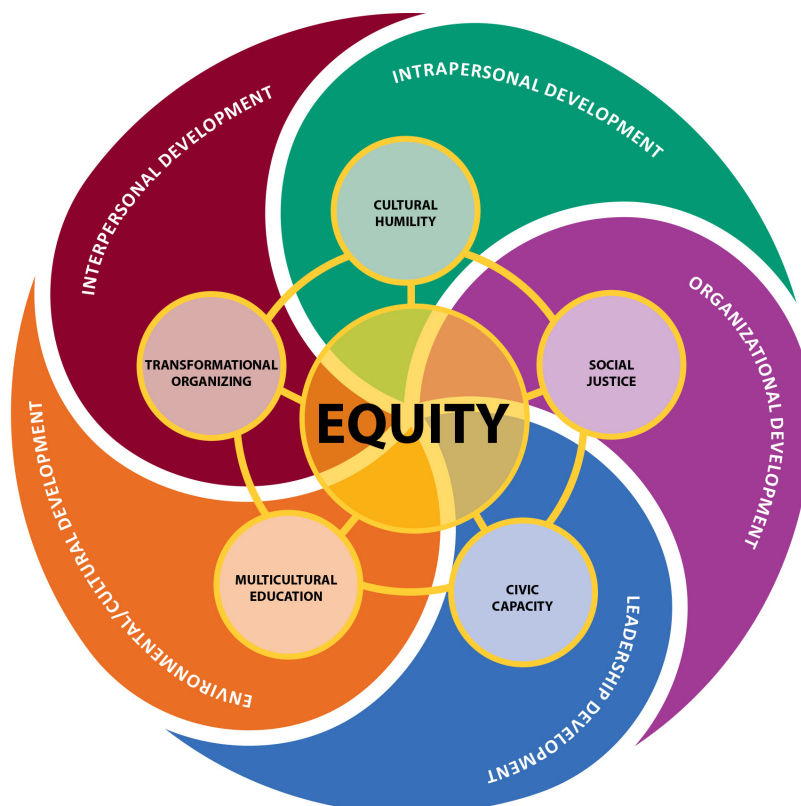 INTRAPERSONAL DEVELOPMENT
INTERPERSONAL DEVELOPMENT
CULTURAL
HUMILITY
ORGANIZATIONAL DEVELOPMENT
TRANSFORMATIONAL
ORGANIZING
SOCIAL
JUSTICE
EQUITY
ENVIRONMENTAL/CULTURAL DEVELOPMENT
MULTICULTURAL
EDUCATION
CIVIC
CAPACITY
LEADERSHIP DEVELOPMENT